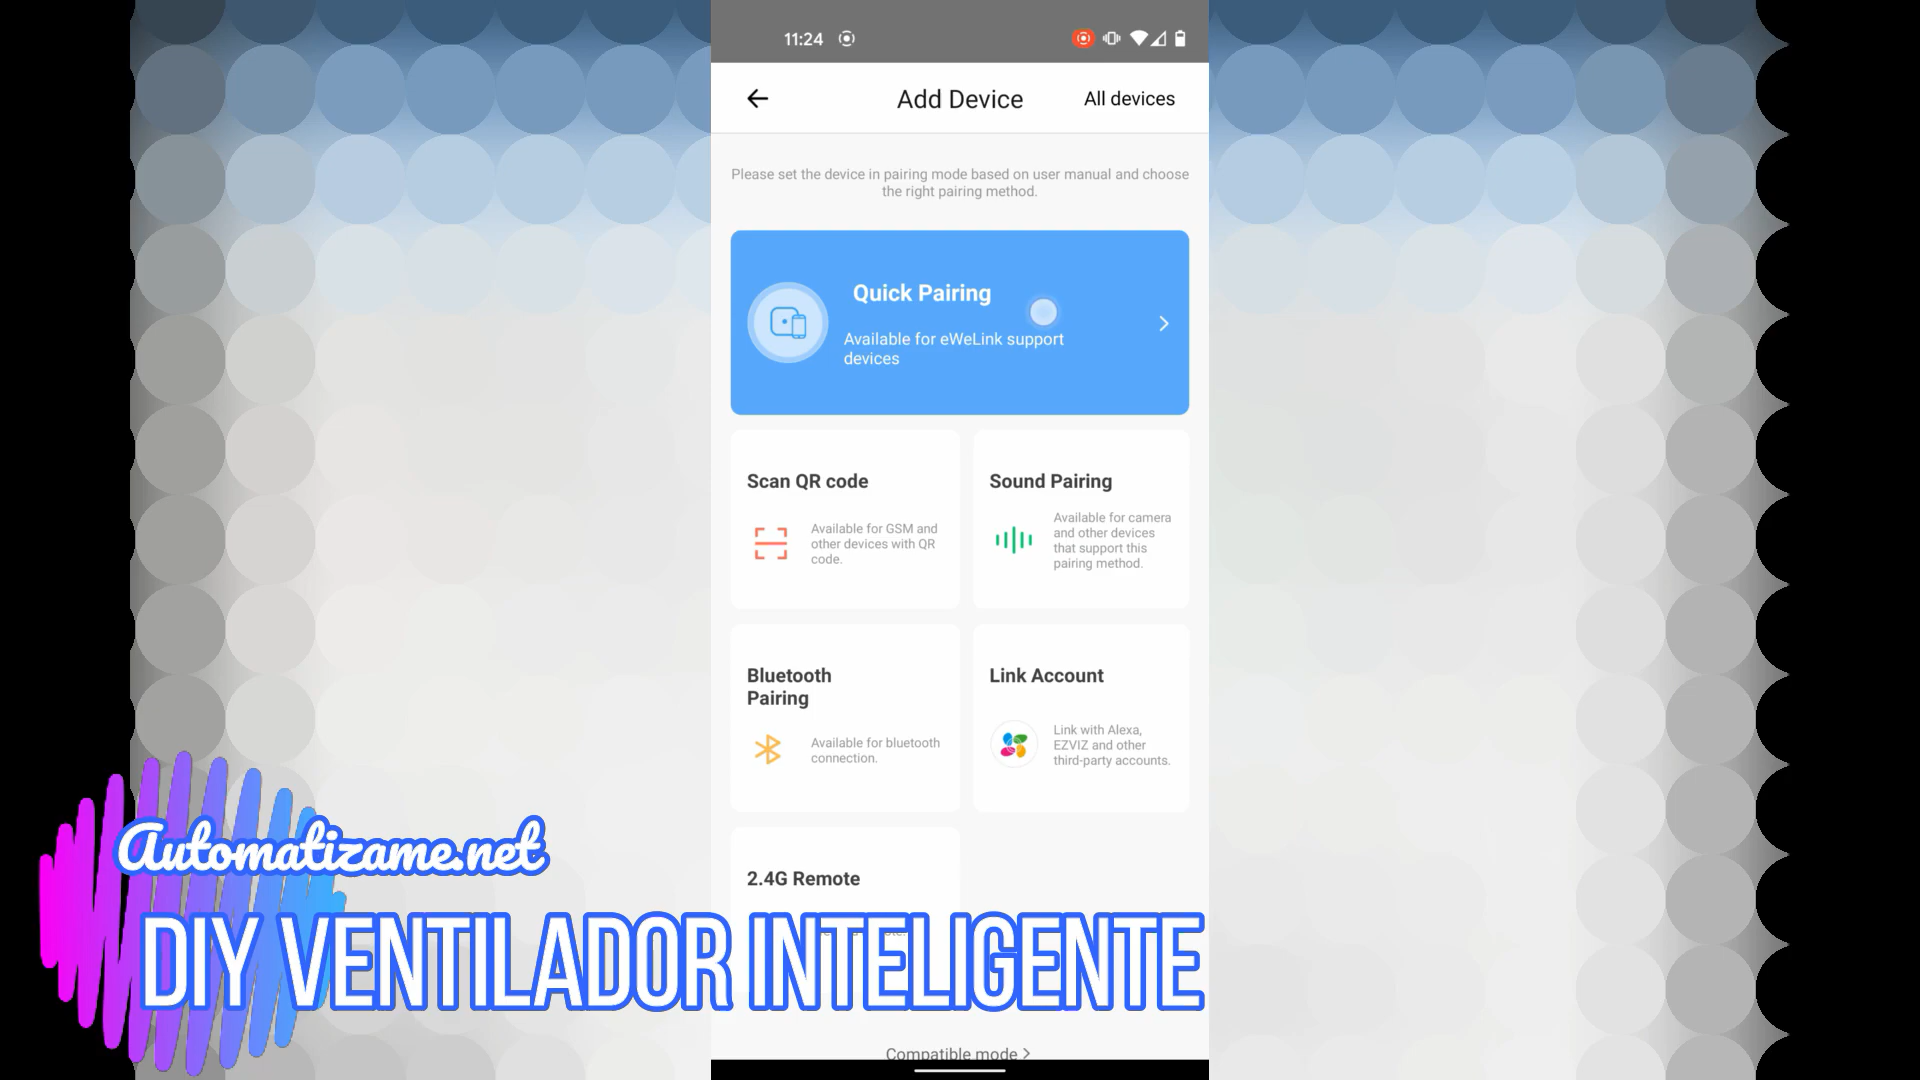 11:24
Add Device
All devices
Please set the device in pairing mode based on user manual and choose
the right pairing method.
Quick Pairing
Available for eWeLink support
devices
Scan QR code
Available for GSM and
other devices with QR
code.
Sound Pairing
Available for camera
and other devices
that support this
pairing method.
Bluetooth
Pairing
Available for bluetooth
connection.
Link Account
Link with Alexa,
EZVIZ and other
third-party accounts.
2.4G Remote
Automatizame.net
DIY VENTILADOR INTELIGENTE
Compatible mode >